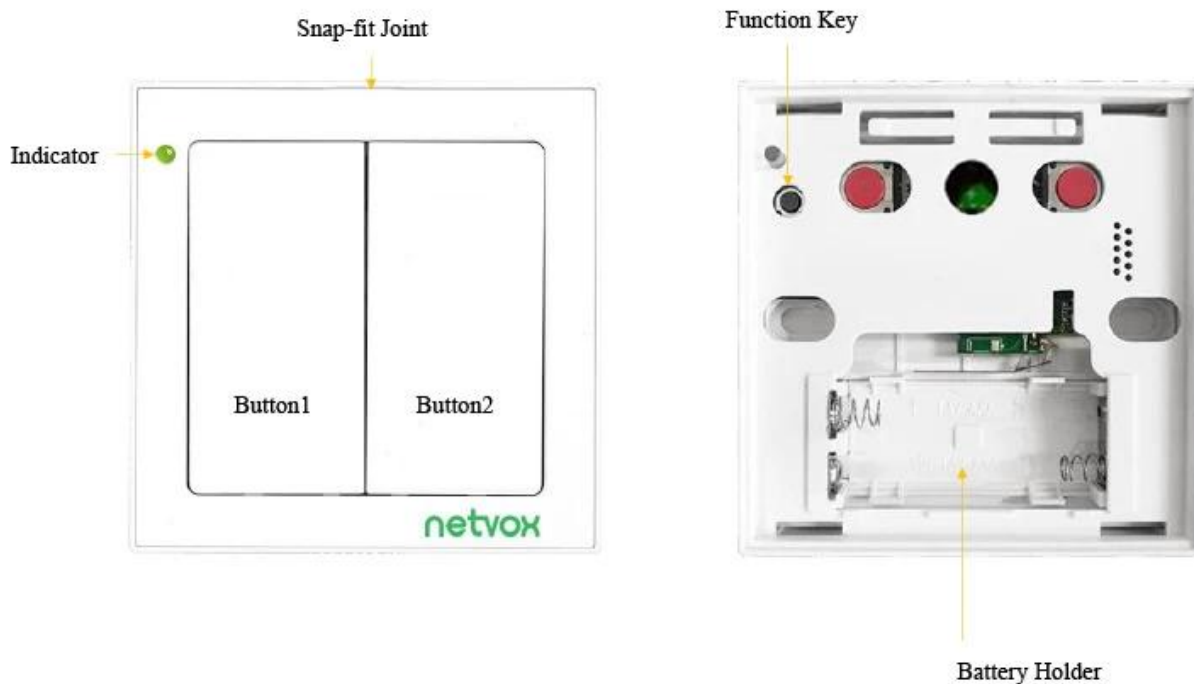 Snap-fit Joint
Function Key
Indicator
Button1
Button2
netvox
Battery Holder